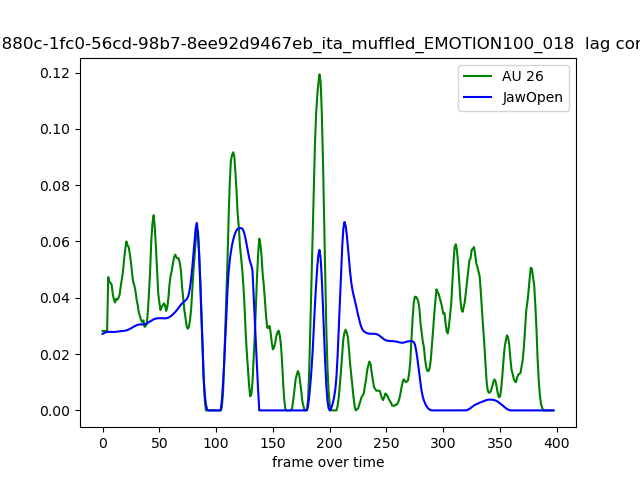 880c-1fc0-56cd-98b7-8ee92d9467eb_ita_muffled_EMOTION100_018 lag cor
AU 26
JawOpen
0.12
0.10
0.08
0.06
0.04
0.02
0.00
0 50 100 150 200 250 300 350 400
frame over time